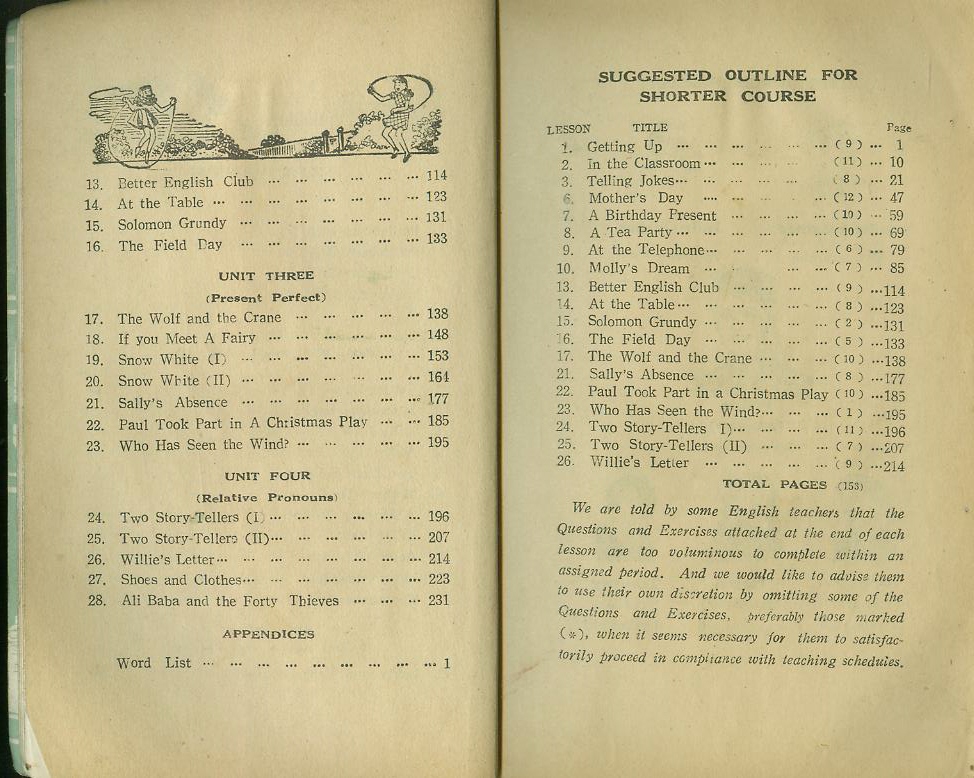 13. Better English Club ... ... ... ... ... ... 114
14. At the Table ... ... ... ... ... ... ... 123
15. Solomon Grundy ... ... ... ... ... ... 131
16. The Field Day ... ... ... ... ... ... 133
UNIT THREE
(Present Perfect)
17. The Wolf and the Crane ... ... ... ... ... 138
18. If you Meet A Fairy ... ... ... ... ... 148
19. Snow White (I) ... ... ... ... ... ... 153
20. Snow White (II) ... ... ... ... ... ... 164
21. Sally's Absence ... ... ... ... ... ... 177
22. Paul Took Part in A Christmas Play ... ... 185
23. Who Has Seen the Wind? ... ... ... ... 195
UNIT FOUR
(Relative Pronouns)
24. Two Story-Tellers (I) ... ... ... ... ... 196
25. Two Story-Tellers (II)... ... ... ... ... 207
26. Willie's Letter... ... ... ... ... ... ... 214
27. Shoes and Clothes... ... ... ... ... ... 223
28. Ali Baba and the Forty Thieves ... ... ... 231
APPENDICES
Word List ... ... ... ... ... ... ... ... ... 1
SUGGESTED OUTLINE FOR
SHORTER COURSE
LESSON TITLE Page
1. Getting Up ... ... ... ... ... (9) ... 1
2. In the Classroom... ... ... ... (11) ... 10
3. Telling Jokes... ... ... ... (8) ... 21
6. Mother's Day ... ... ... ... (12) ... 47
7. A Birthday Present ... ... ... ... (10) ... 59
8. A Tea Party ... ... ... ... ... (10) ... 69
9. At the Telephone... ... ... ... (6) ... 79
10. Molly's Dream ... ... ... ... (7) ... 85
13. Better English Club ... ... ... ... (9) ...114
14. At the Table... ... ... ... ... (8) ...123
15. Solomon Grundy ... ... ... ... ... (2) ...131
16. The Field Day ... ... ... ... ... (5) ...133
17. The Wolf and the Crane ... ... ... ... (10) ...138
21. Sally's Absence ... ... ... ... ... (8) ...177
22. Paul Took Part in a Christmas Play (10) ...185
23. Who Has Seen the Wind?... ... ... (1) ...195
24. Two Story-Tellers I)... ... ... ... (11) ...196
25. Two Story-Tellers (II) ... ... ... (7) ...207
26. Willie's Letter ... ... ... ... ... (9) ...214
TOTAL PAGES (153)
We are told by some English teachers that the
Questions and Exercises attached at the end of each
lesson are too voluminous to complete within an
assigned period. And we would like to advise them
to use their own discretion by omitting some of the
Questions and Exercises, preferably those marked
(*), when it seems necessary for them to satisfac-
torily proceed in compliance with teaching schedules.